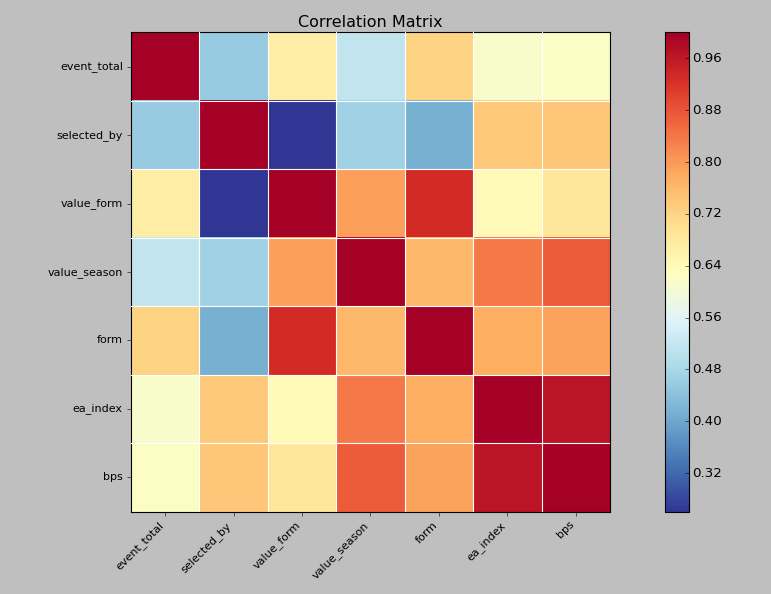 Correlation Matrix
event_total
selected_by
value_form
value_season
form
ea_index
bps
event_total
selected_by
value_form
value_season
form
ea_index
bps
0.96
0.88
0.80
0.72
0.64
0.56
0.48
0.40
0.32